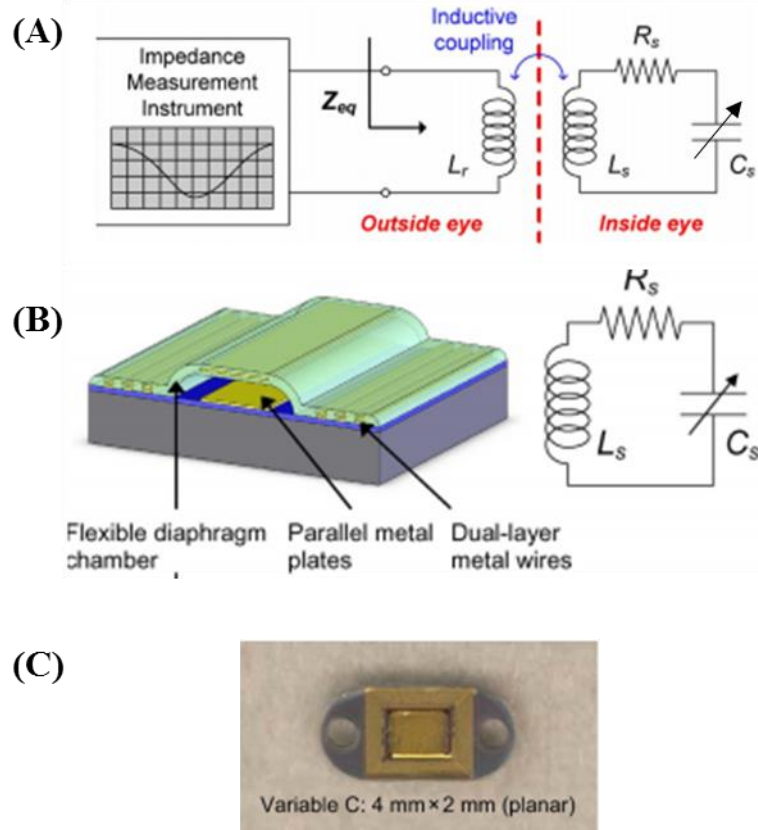 (A)
Impedance
Measurement
Instrument
Zeq
Lr
Inductive
coupling
Rs
Ls
Cs
Outside eye
Inside eye
(B)
Rs
Ls
Cs
Flexible diaphragm
chamber
Parallel metal
plates
Dual-layer
metal wires
(C)
Variable C: 4 mm × 2 mm (planar)